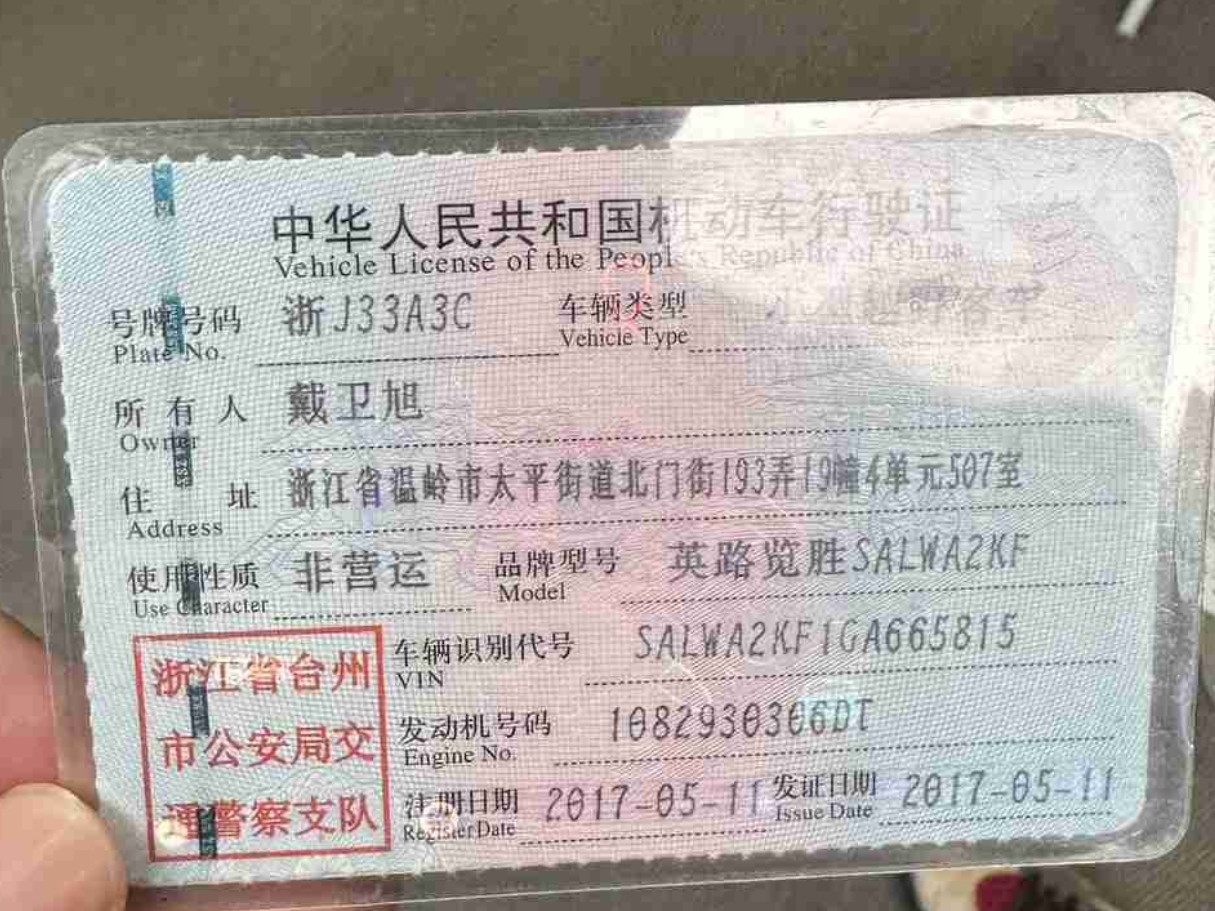 中华人民共和国机动车行驶证
Vehicle License of the People's Republic of China
号牌号码 浙J33A3C 车辆类型 小型越野客车
Plate No. Vehicle Type
所有人 戴卫旭
Owner
住址 浙江省温岭市太平街道北门街193弄19幢4单元507室
Address
使用性质 非营运 品牌型号 英路览胜SALWA2KF
Use Character Model
浙江省台州 车辆识别代号 SALWA2KF1GA665815
VIN
市公安局交 发动机号码 1082930306DT
Engine No.
通警察支队 注册日期 2017-05-11 发证日期 2017-05-11
Register Date Issue Date